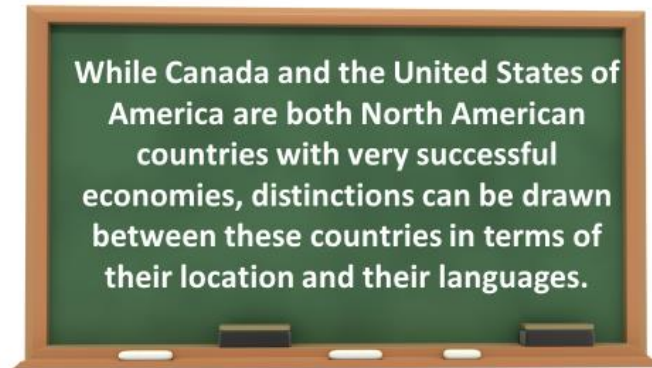 While Canada and the United States of
America are both North American
countries with very successful
economies, distinctions can be drawn
between these countries in terms of
their location and their languages.